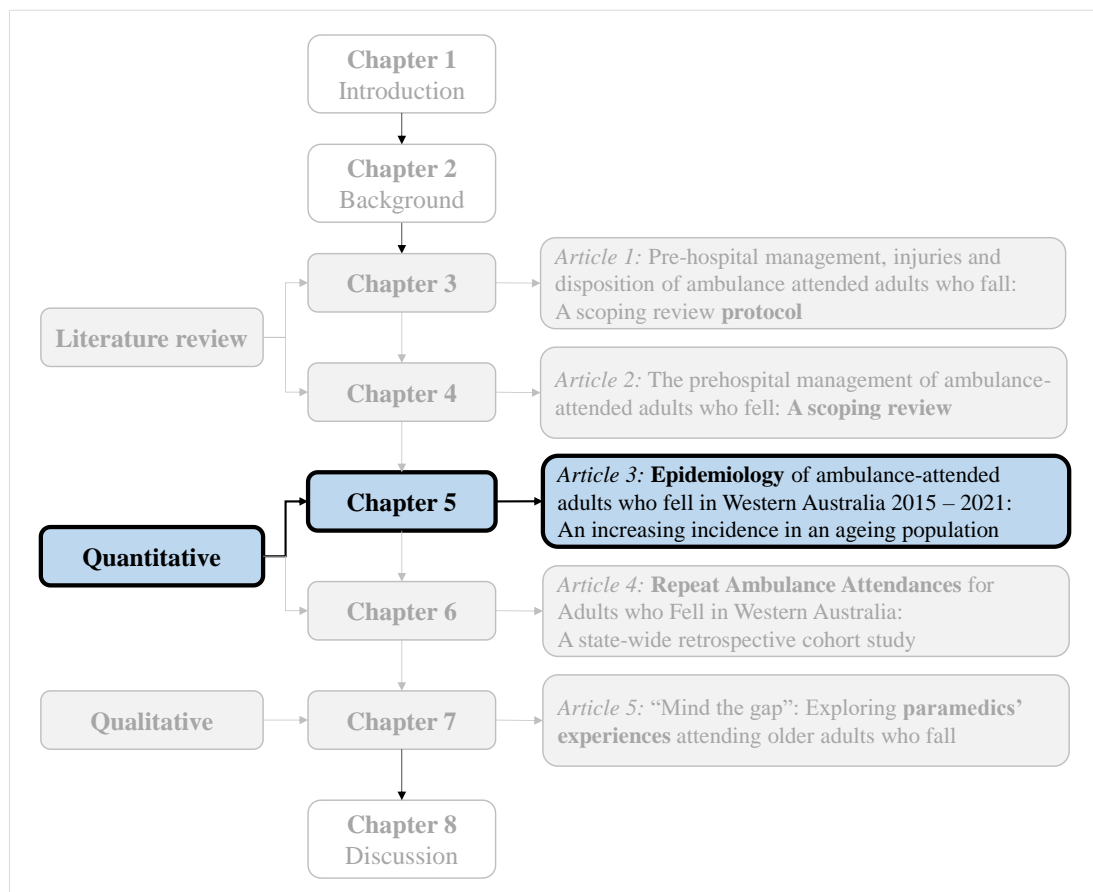 Chapter 1
Introduction
Chapter 2
Background
Literature review
Chapter 3
Article 1: Pre-hospital management, injuries and
disposition of ambulance attended adults who fall:
A scoping review protocol
Chapter 4
Article 2: The prehospital management of ambulance-
attended adults who fell: A scoping review
Quantitative
Chapter 5
Article 3: Epidemiology of ambulance-attended
adults who fell in Western Australia 2015 – 2021:
An increasing incidence in an ageing population
Chapter 6
Article 4: Repeat Ambulance Attendances for
Adults who Fell in Western Australia:
A state-wide retrospective cohort study
Qualitative
Chapter 7
Article 5: “Mind the gap”: Exploring paramedics’
experiences attending older adults who fall
Chapter 8
Discussion